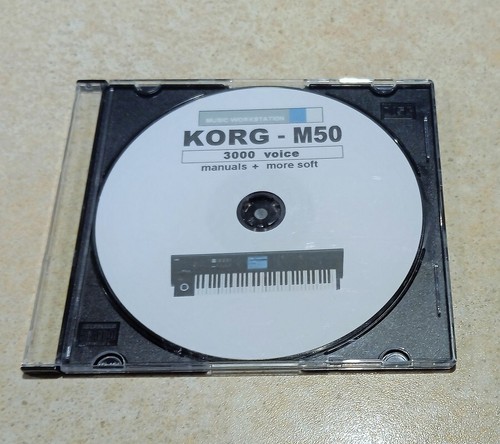 MUSIC WORKSTATION
KORG - M50
3000 voice
manuals + more soft